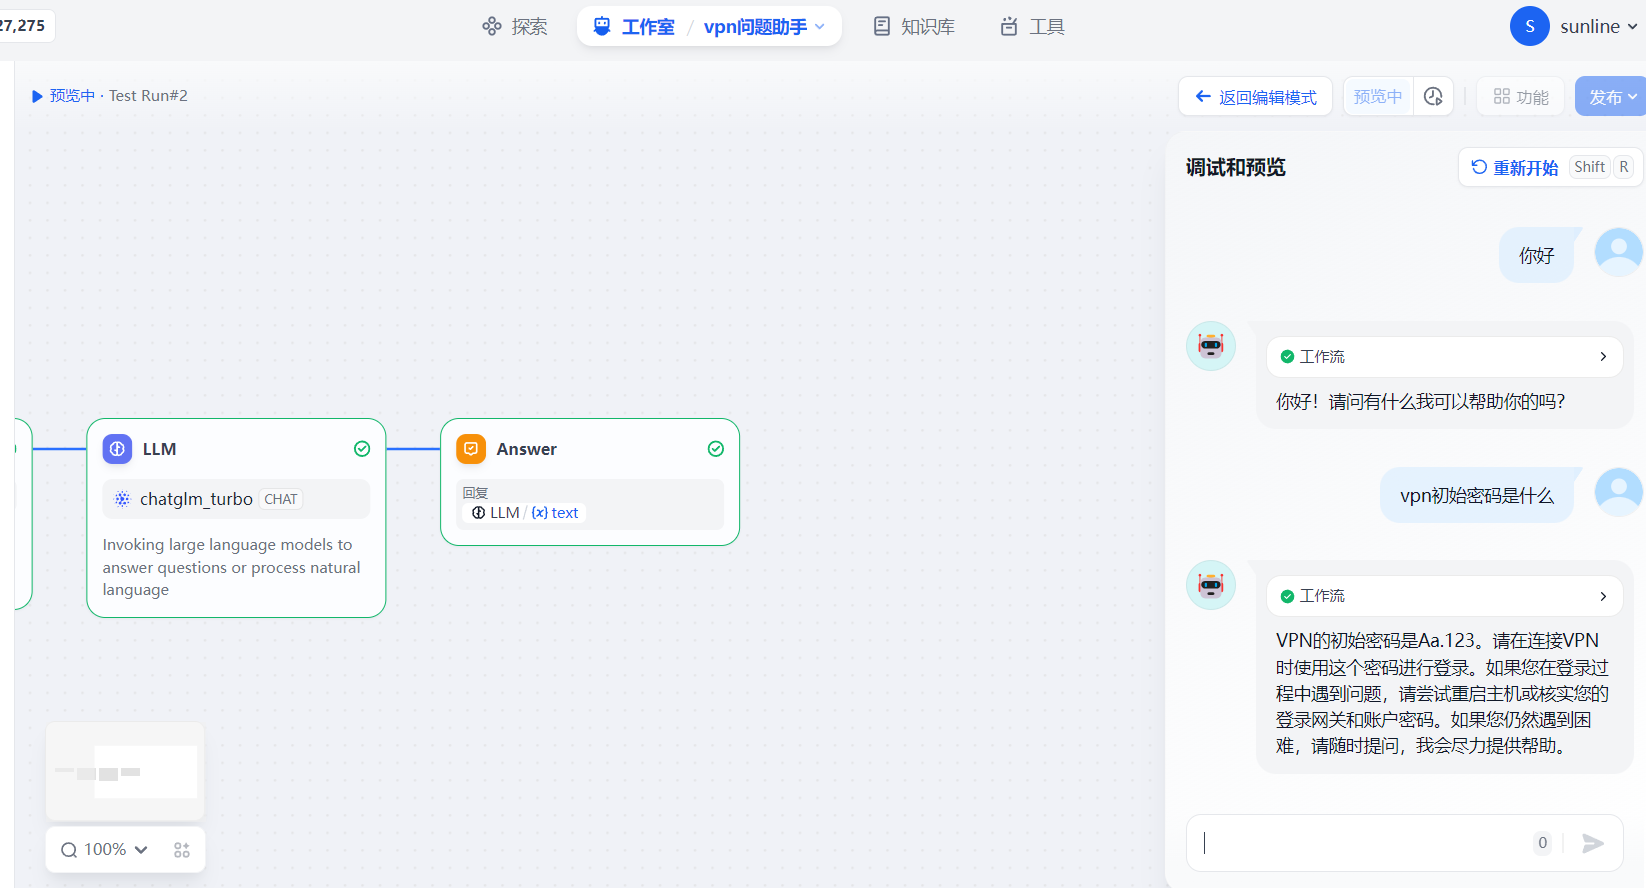 27,275
探索
工作室 / vpn问题助手
知识库
工具
S
sunline
预览中 · Test Run#2
返回编辑模式
预览中
功能
发布
调试和预览
重新开始 Shift R
你好
工作流
你好！请问有什么我可以帮助你的吗？
vpn初始密码是什么
工作流
VPN的初始密码是Aa.123。请在连接VPN
时使用这个密码进行登录。如果您在登录过
程中遇到问题，请尝试重启主机或核实您的
登录网关和账户密码。如果您仍然遇到困
难，请随时提问，我会尽力提供帮助。
0
LLM
chatglm_turbo CHAT
Invoking large language models to
answer questions or process natural
language
Answer
回复
LLM / {x} text
100%